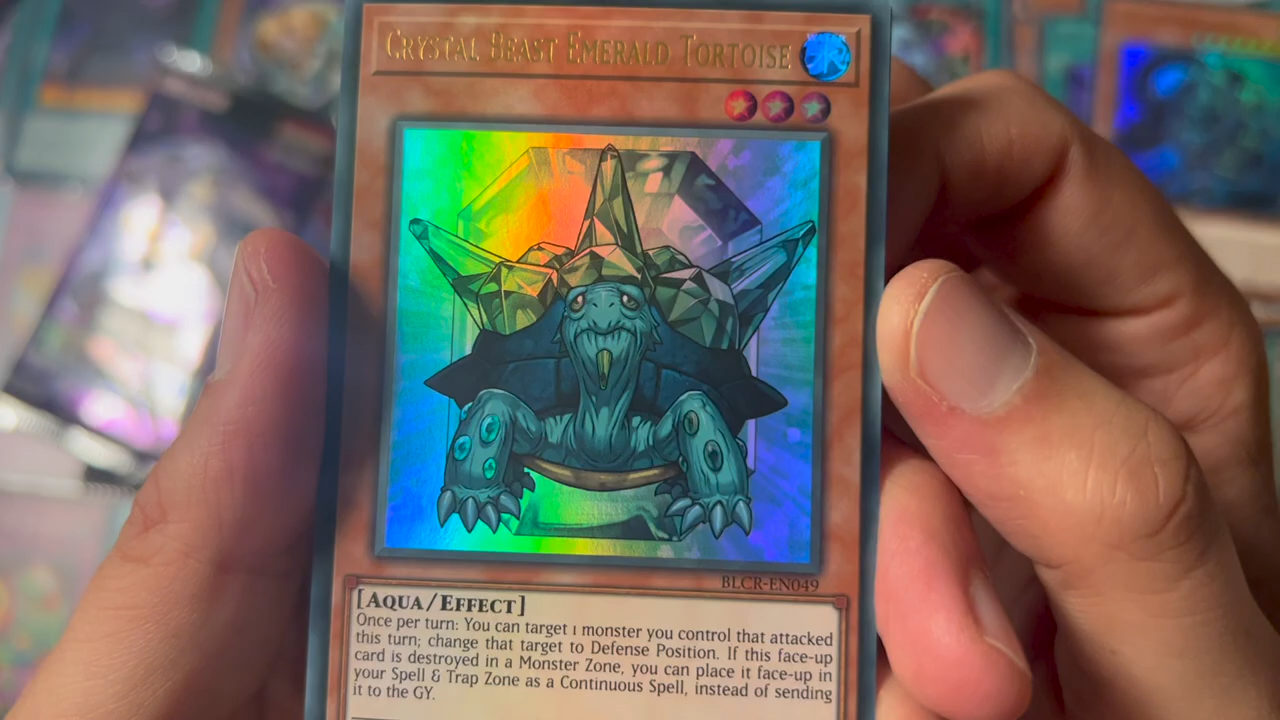 CRYSTAL BEAST EMERALD TORTOISE
BLCR-EN049
[AQUA/EFFECT]
Once per turn: You can target 1 monster you control that attacked
this turn; change that target to Defense Position. If this face-up
card is destroyed in a Monster Zone, you can place it face-up in
your Spell & Trap Zone as a Continuous Spell, instead of sending
it to the GY.